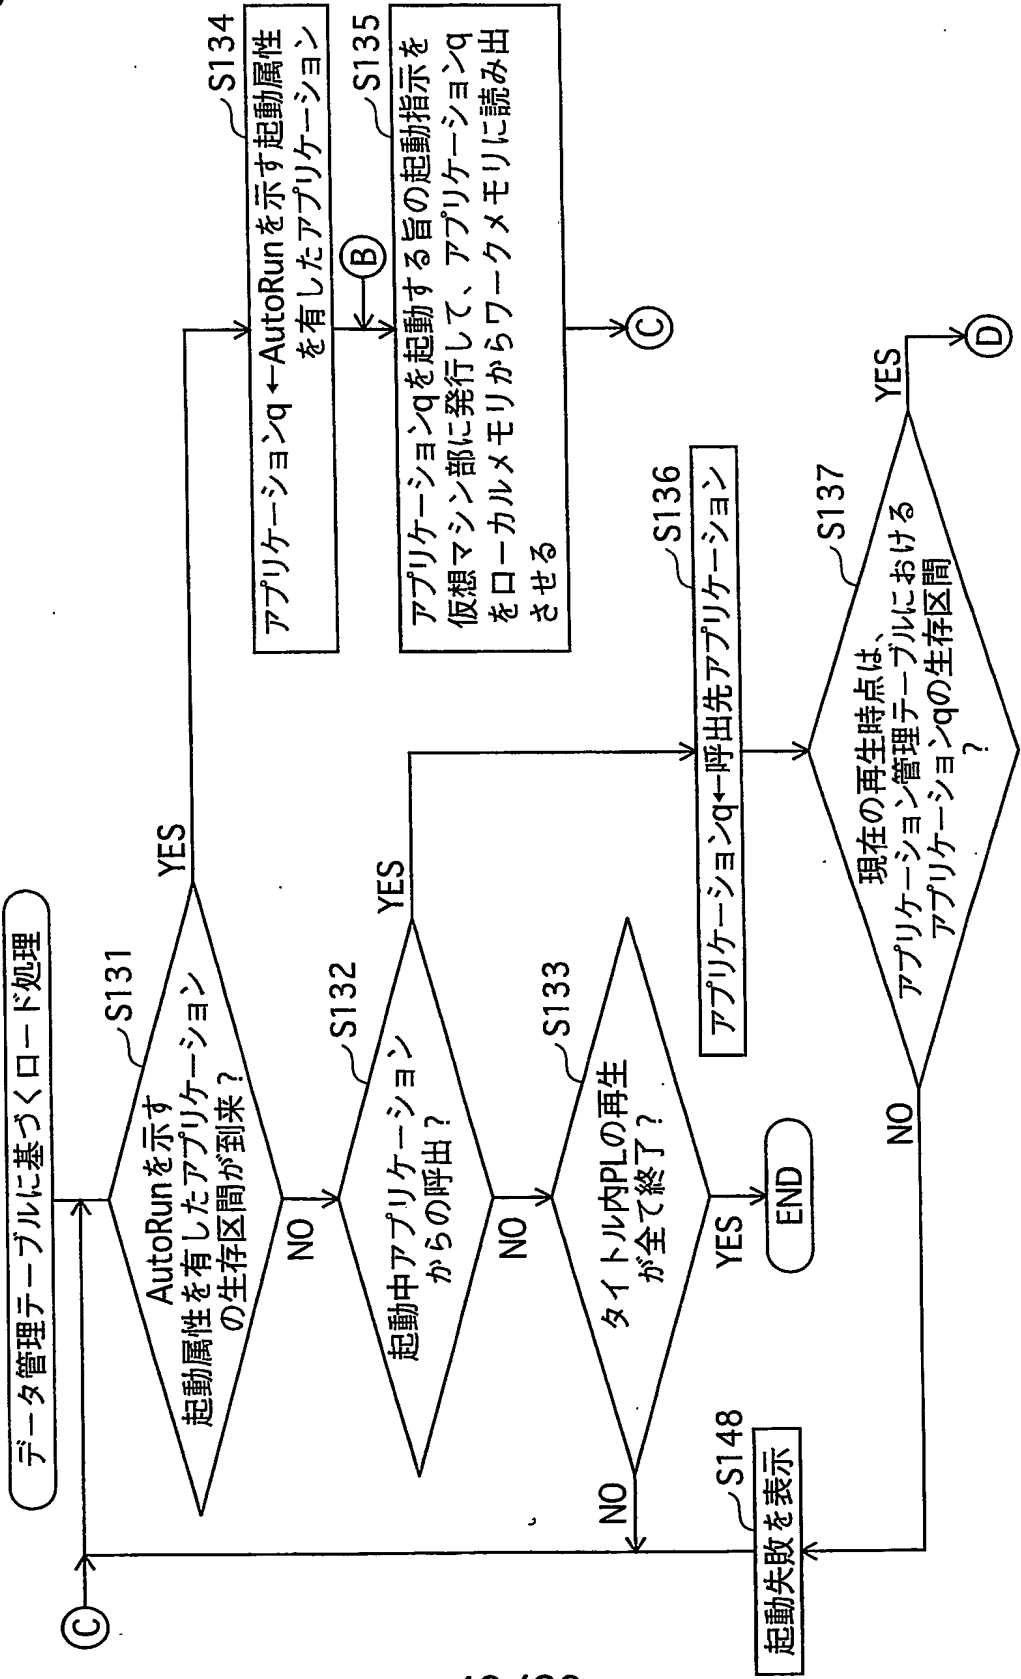 データ管理テーブルに基づくロード処理
C
S131
AutoRunを示す
起動属性を有したアプリケーション
の生存区間が到来？
YES
NO
S134
アプリケーションq←AutoRunを示す起動属性
を有したアプリケーション
B
S135
アプリケーションqを起動する旨の起動指示を
仮想マシン部に発行して、アプリケーションq
をローカルメモリからワークメモリに読み出
させる
C
S132
起動中アプリケーション
からの呼出？
YES
NO
S133
タイトル内PLの再生
が全て終了？
NO
YES
END
S136
アプリケーションq←呼出先アプリケーション
S137
現在の再生時点は、
アプリケーション管理テーブルにおける
アプリケーションqの生存区間
？
YES
D
NO
S148
起動失敗を表示